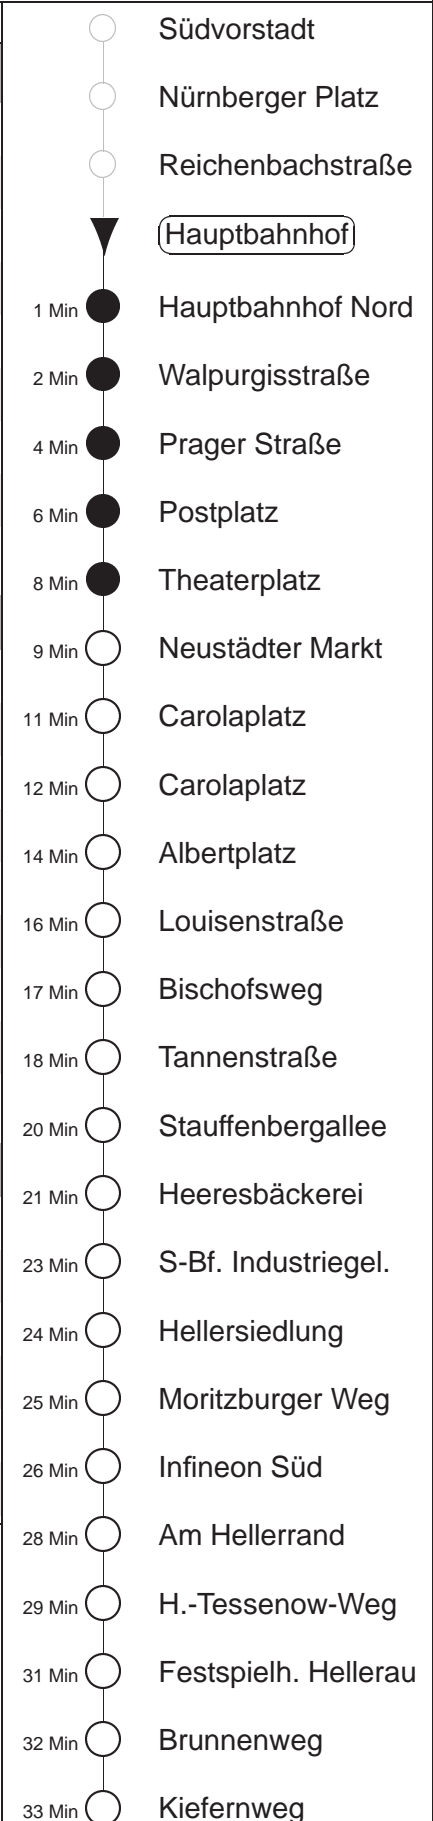 Südvorstadt
Nürnberger Platz
Reichenbachstraße
Hauptbahnhof
1 Min Hauptbahnhof Nord
2 Min Walpurgisstraße
4 Min Prager Straße
6 Min Postplatz
8 Min Theaterplatz
9 Min Neustädter Markt
11 Min Carolaplatz
12 Min Carolaplatz
14 Min Albertplatz
16 Min Louisenstraße
17 Min Bischofsweg
18 Min Tannenstraße
20 Min Stauffenbergallee
21 Min Heeresbäckerei
23 Min S-Bf. Industriegel.
24 Min Hellersiedlung
25 Min Moritzburger Weg
26 Min Infineon Süd
28 Min Am Hellerrand
29 Min H.-Tessenow-Weg
31 Min Festspielh. Hellerau
32 Min Brunnenweg
33 Min Kiefernweg